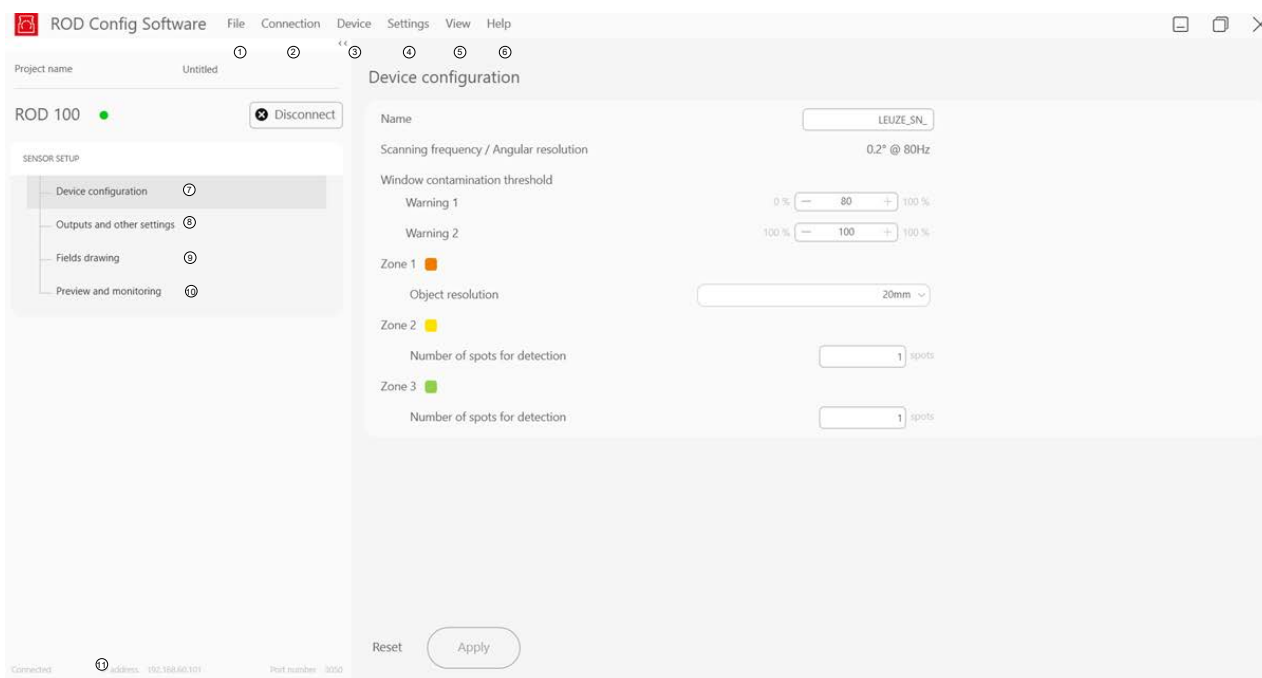 ROD Config Software File Connection Device Settings View Help
① ② << ③ ④ ⑤ ⑥
Project name Untitled
Device configuration
ROD 100 Disconnect
Name LEUZE_SN_
Scanning frequency / Angular resolution 0.2° @ 80Hz
SENSOR SETUP
Window contamination threshold
Device configuration ⑦
Warning 1 0 % — 80 + 100 %
Outputs and other settings ⑧
Warning 2 100 % — 100 + 100 %
Fields drawing ⑨
Zone 1
Preview and monitoring ⑩
Object resolution 20mm
Zone 2
Number of spots for detection 1 spots
Zone 3
Number of spots for detection 1 spots
Reset Apply
Connected ⑪ address 192.168.60.101 Port number 3050